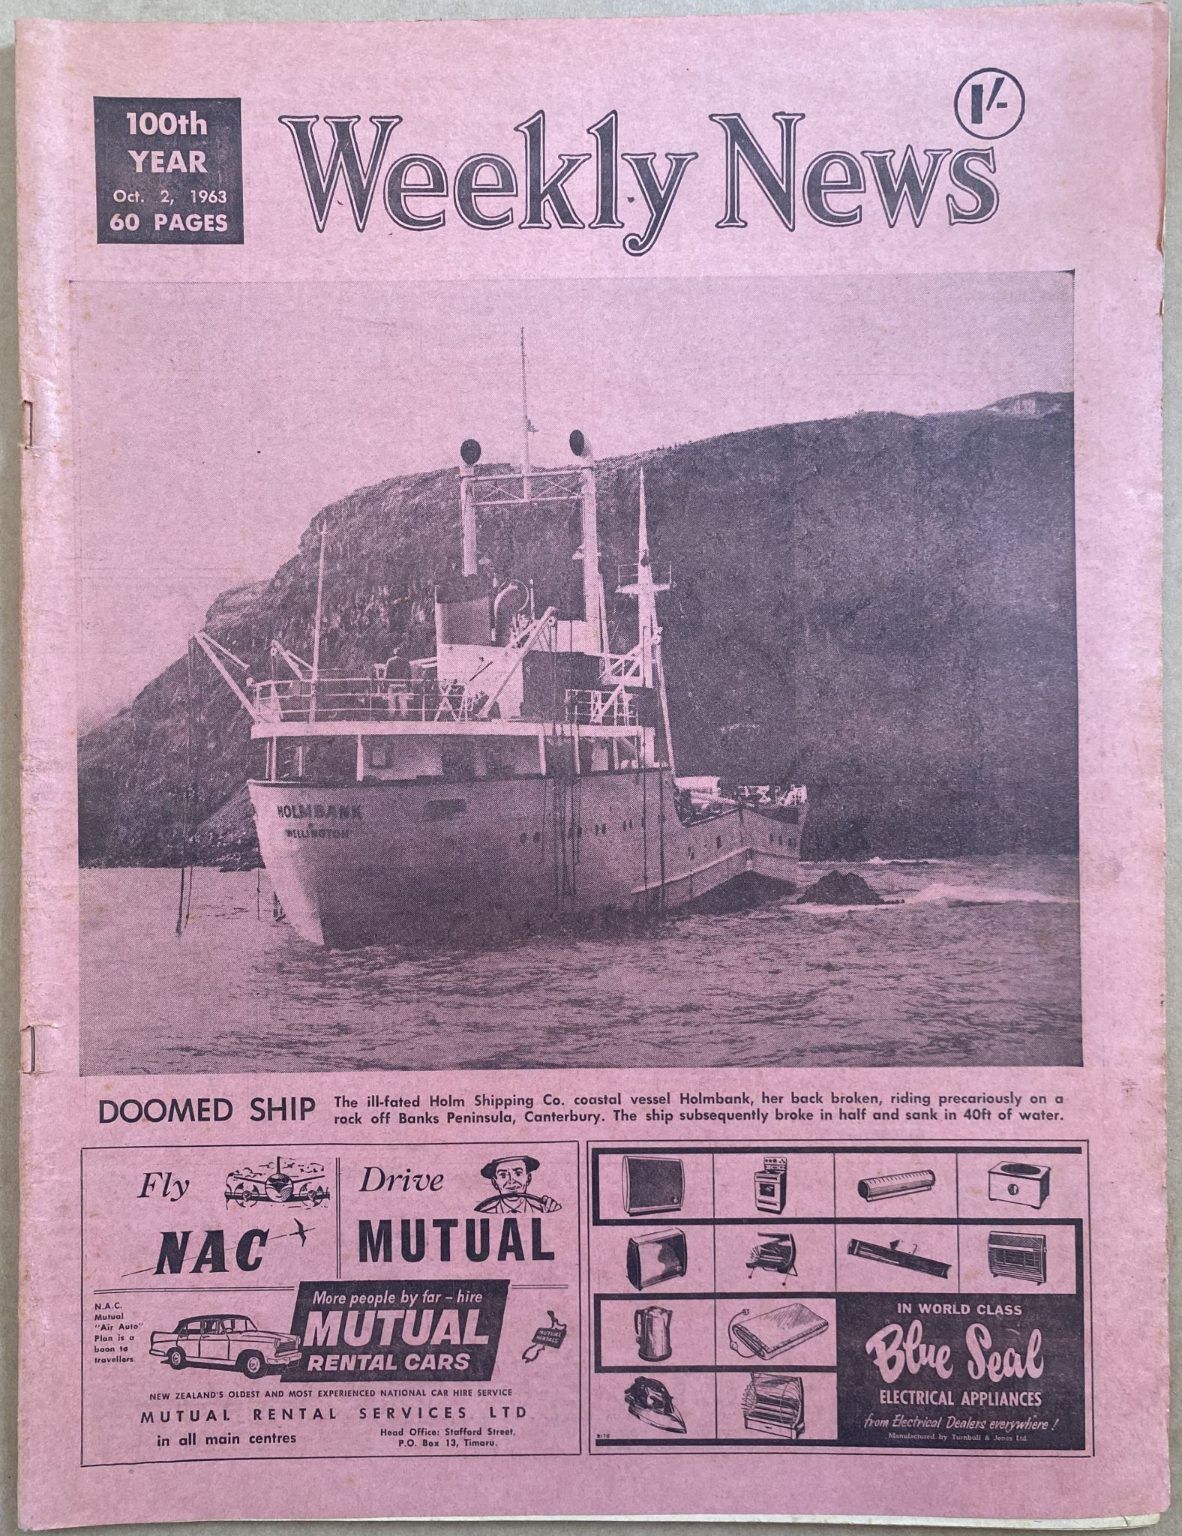 100th
YEAR
Oct. 2, 1963
60 PAGES
Weekly News
1/-
HOLMBANK
WELLINGTON
DOOMED SHIP
The ill-fated Holm Shipping Co. coastal vessel Holmbank, her back broken, riding precariously on a
rock off Banks Peninsula, Canterbury. The ship subsequently broke in half and sank in 40ft of water.
Fly
NAC
Drive
MUTUAL
N.A.C.
Mutual
"Air Auto"
Plan is a
boon to
travellers
More people by far – hire
MUTUAL
RENTAL CARS
MUTUAL
RENTALS
NEW ZEALAND'S OLDEST AND MOST EXPERIENCED NATIONAL CAR HIRE SERVICE
MUTUAL RENTAL SERVICES LTD
in all main centres
Head Office: Stafford Street,
P.O. Box 13, Timaru.
IN WORLD CLASS
Blue Seal
ELECTRICAL APPLIANCES
from Electrical Dealers everywhere!
Manufactured by Turnbull & Jones Ltd.